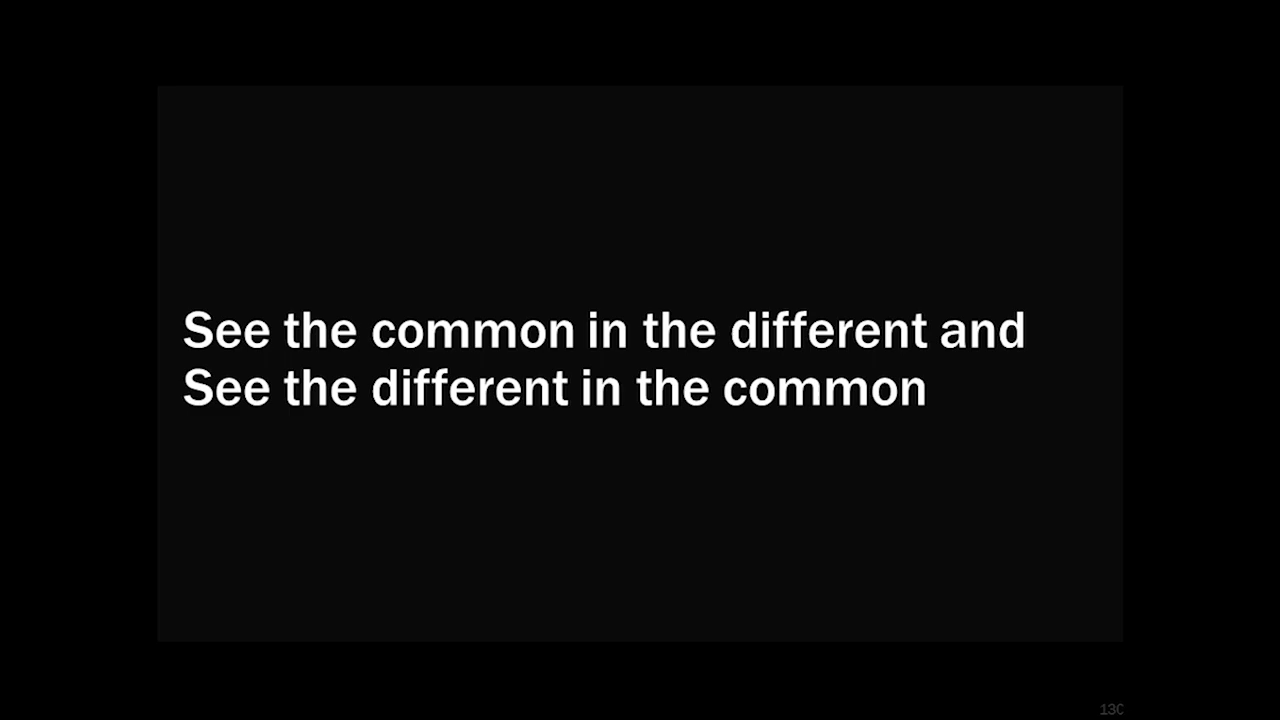 See the common in the different and
See the different in the common
13C